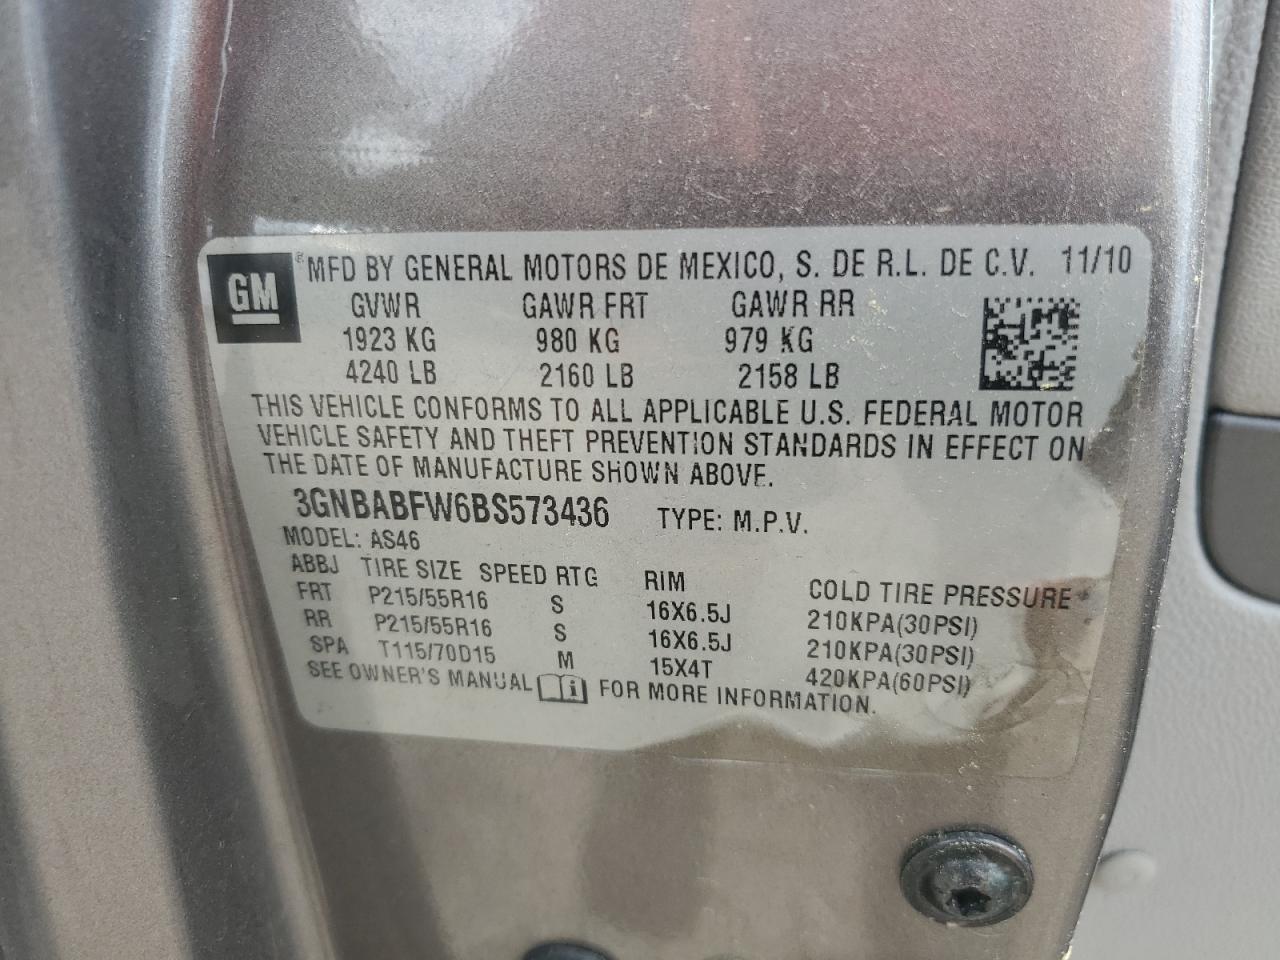 GM ® MFD BY GENERAL MOTORS DE MEXICO, S. DE R.L. DE C.V. 11/10
GVWR GAWR FRT GAWR RR
1923 KG 980 KG 979 KG
4240 LB 2160 LB 2158 LB
THIS VEHICLE CONFORMS TO ALL APPLICABLE U.S. FEDERAL MOTOR
VEHICLE SAFETY AND THEFT PREVENTION STANDARDS IN EFFECT ON
THE DATE OF MANUFACTURE SHOWN ABOVE.
3GNBABFW6BS573436 TYPE: M.P.V.
MODEL: AS46
ABBJ TIRE SIZE SPEED RTG RIM COLD TIRE PRESSURE
FRT P215/55R16 S 16X6.5J 210KPA(30PSI)
RR P215/55R16 S 16X6.5J 210KPA(30PSI)
SPA T115/70D15 M 15X4T 420KPA(60PSI)
SEE OWNER'S MANUAL FOR MORE INFORMATION.